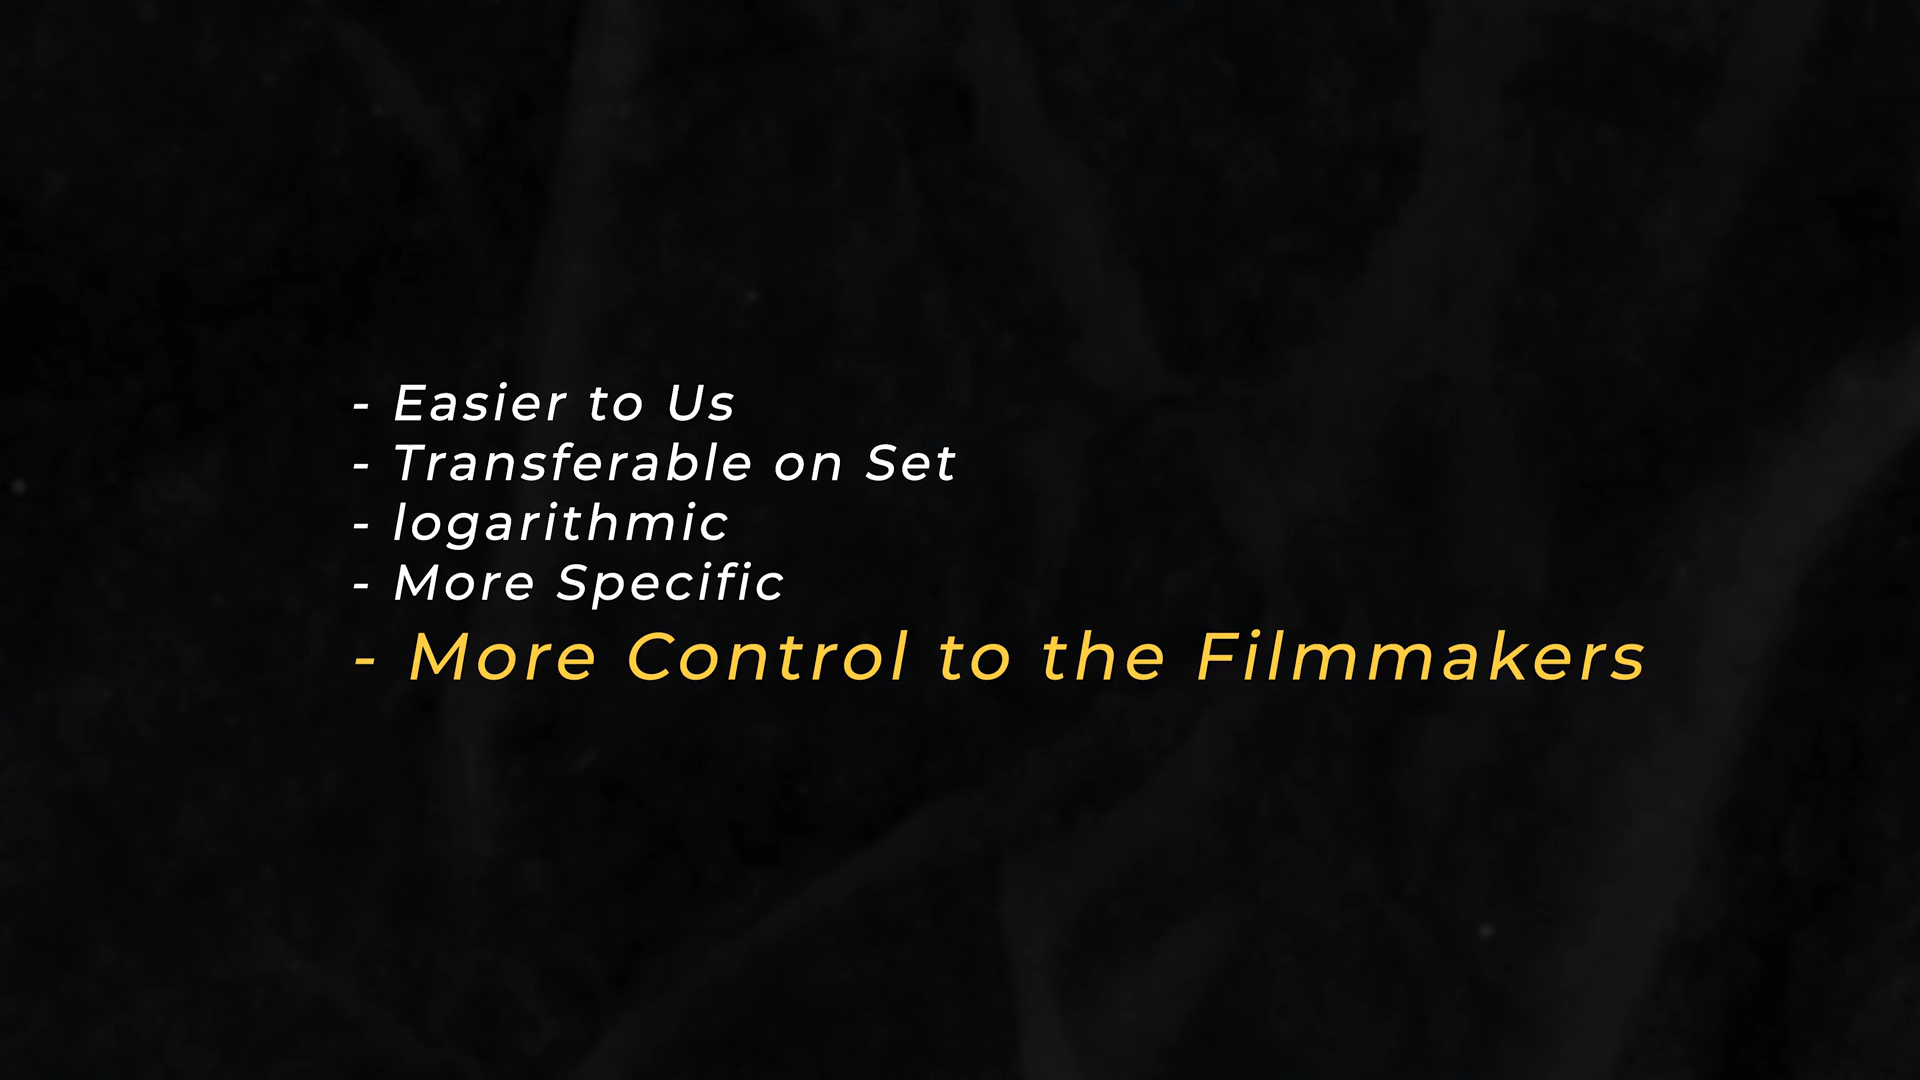 - Easier to Us
- Transferable on Set
- logarithmic
- More Specific
- More Control to the Filmmakers